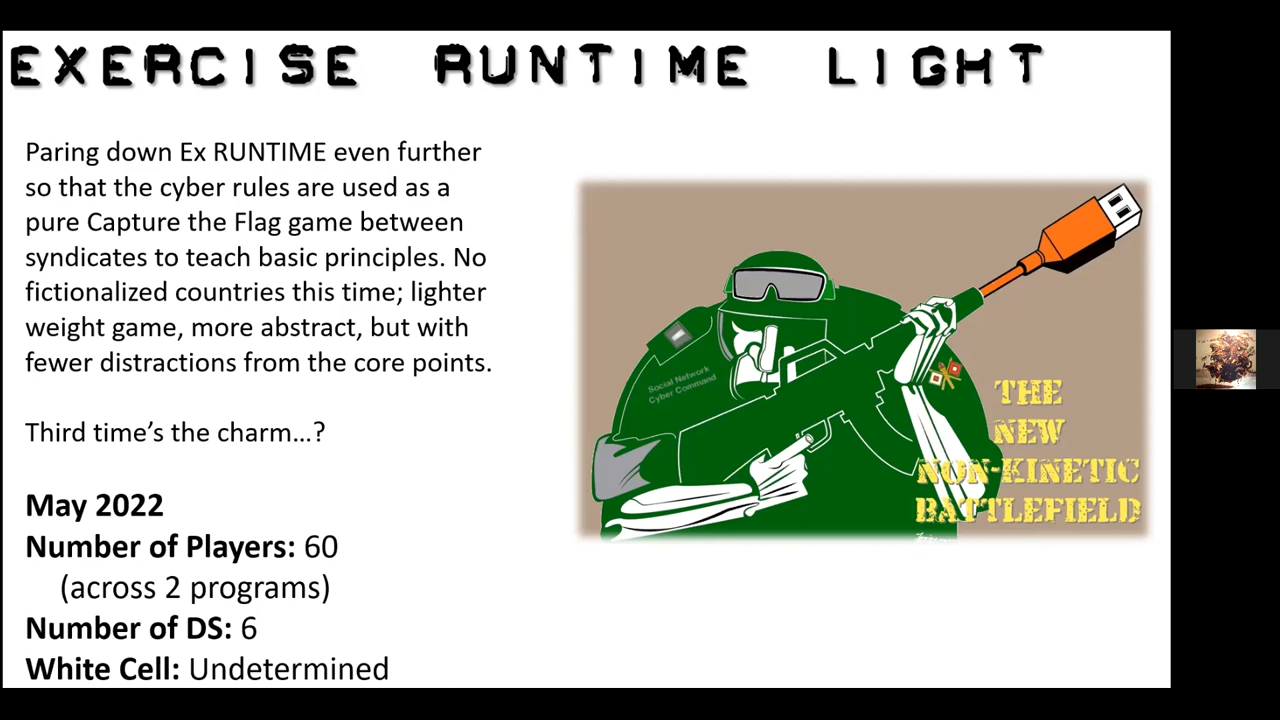 EXERCISE RUNTIME LIGHT
Paring down Ex RUNTIME even further
so that the cyber rules are used as a
pure Capture the Flag game between
syndicates to teach basic principles. No
fictionalized countries this time; lighter
weight game, more abstract, but with
fewer distractions from the core points.
Third time’s the charm…?
May 2022
Number of Players: 60
(across 2 programs)
Number of DS: 6
White Cell: Undetermined
Social Network
Cyber Command
THE
NEW
NON-KINETIC
BATTLEFIELD